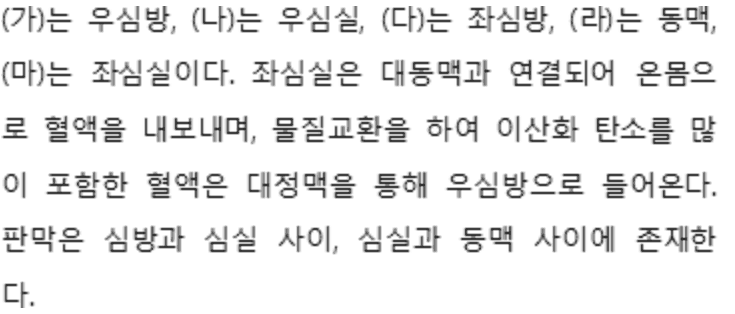 (가)는 우심방, (나)는 우심실, (다)는 좌심방, (라)는 동맥,
(마)는 좌심실이다. 좌심실은 대동맥과 연결되어 온몸으
로 혈액을 내보내며, 물질교환을 하여 이산화 탄소를 많
이 포함한 혈액은 대정맥을 통해 우심방으로 들어온다.
판막은 심방과 심실 사이, 심실과 동맥 사이에 존재한
다.